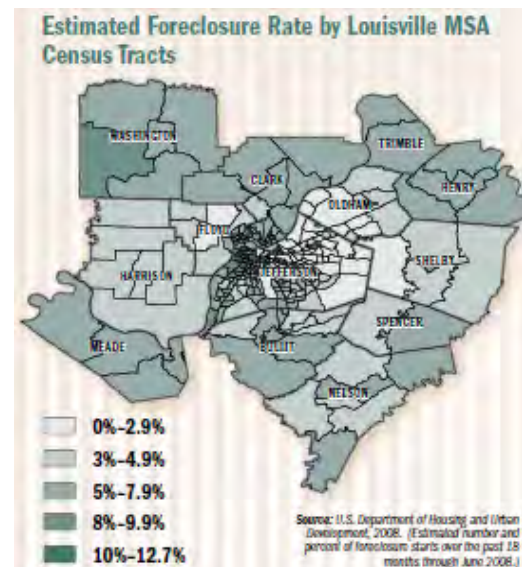 Estimated Foreclosure Rate by Louisville MSA
Census Tracts
WASHINGTON
TRIMBLE
CLARK
HENRY
OLDHAM
FLOYD
SHELBY
JEFFERSON
HARRISON
SPENCER
MEADE
BULLIT
NELSON
0%–2.9%
3%–4.9%
5%–7.9%
8%–9.9%
10%–12.7%
Source: U.S. Department of Housing and Urban
Development, 2008. (Estimated number and
percent of foreclosure starts over the past 18
months through June 2008.)